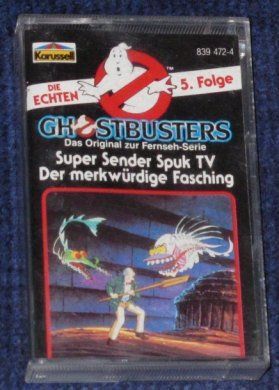 Karussell
839 472-4
DIE
ECHTEN
5. Folge
TM
GHOSTBUSTERS
Das Original zur Fernseh-Serie
Super Sender Spuk TV
Der merkwürdige Fasching